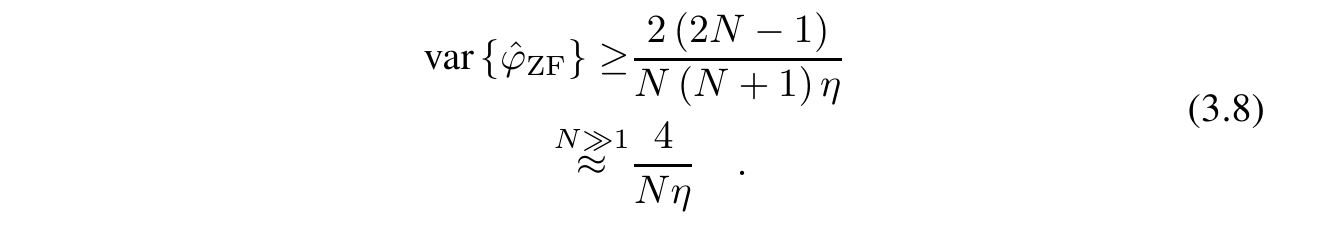 var {φ̂_ZF} ≥ 2 (2N − 1) / N (N + 1) η
(3.8)
N≫1 ≈ 4 / Nη .